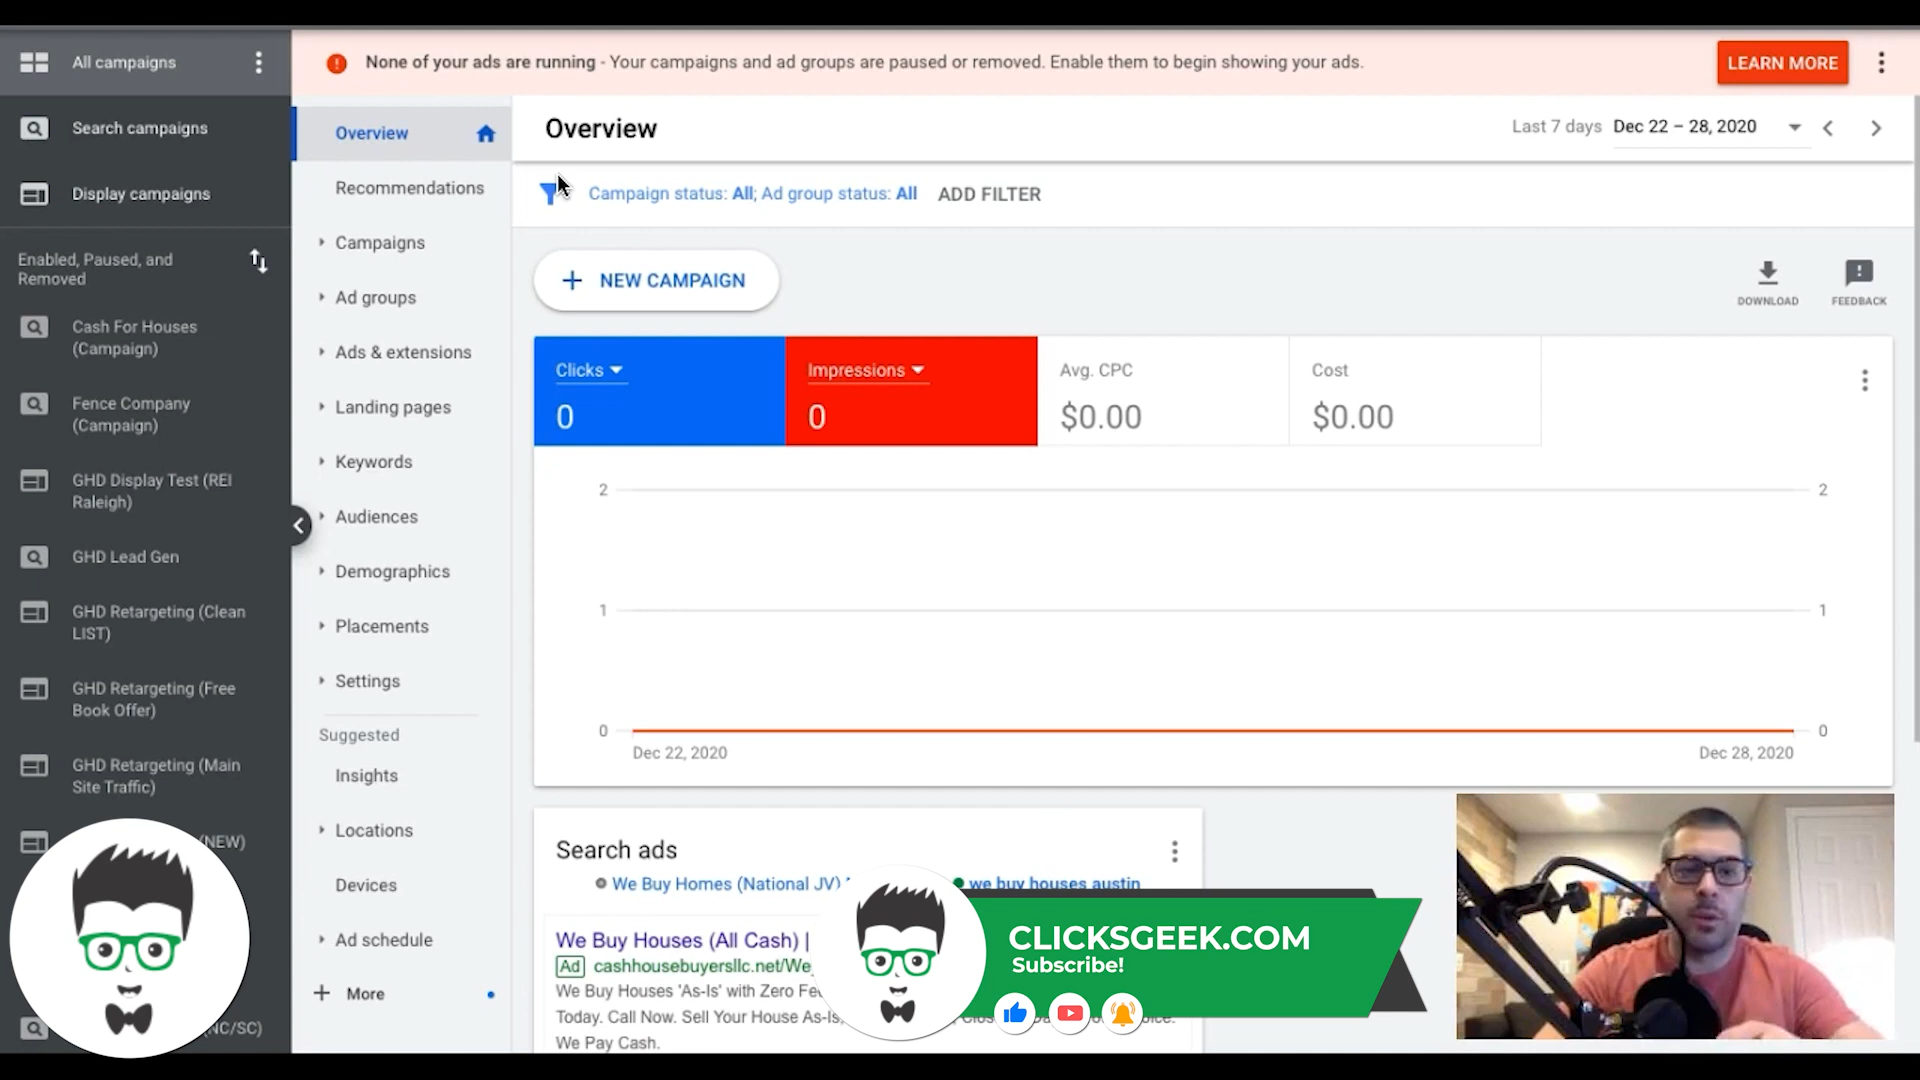 All campaigns
Search campaigns
Display campaigns
Enabled, Paused, and
Removed
Cash For Houses
(Campaign)
Fence Company
(Campaign)
GHD Display Test (REI
Raleigh)
GHD Lead Gen
GHD Retargeting (Clean
LIST)
GHD Retargeting (Free
Book Offer)
GHD Retargeting (Main
Site Traffic)
NEW)
NC/SC)
None of your ads are running - Your campaigns and ad groups are paused or removed. Enable them to begin showing your ads.
LEARN MORE
Overview
Recommendations
Campaigns
Ad groups
Ads & extensions
Landing pages
Keywords
Audiences
Demographics
Placements
Settings
Suggested
Insights
Locations
Devices
Ad schedule
More
Overview
Last 7 days Dec 22 – 28, 2020
Campaign status: All; Ad group status: All ADD FILTER
NEW CAMPAIGN
DOWNLOAD
FEEDBACK
Clicks
0
Impressions
0
Avg. CPC
$0.00
Cost
$0.00
2 2
1 1
0 0
Dec 22, 2020 Dec 28, 2020
Search ads
We Buy Homes (National JV) we buy houses austin
We Buy Houses (All Cash) |
Ad cashhousebuyersllc.net/We
We Buy Houses 'As-Is' with Zero
Today. Call Now. Sell Your House As-Is,
We Pay Cash.
CLICKSGEEK.COM
Subscribe!